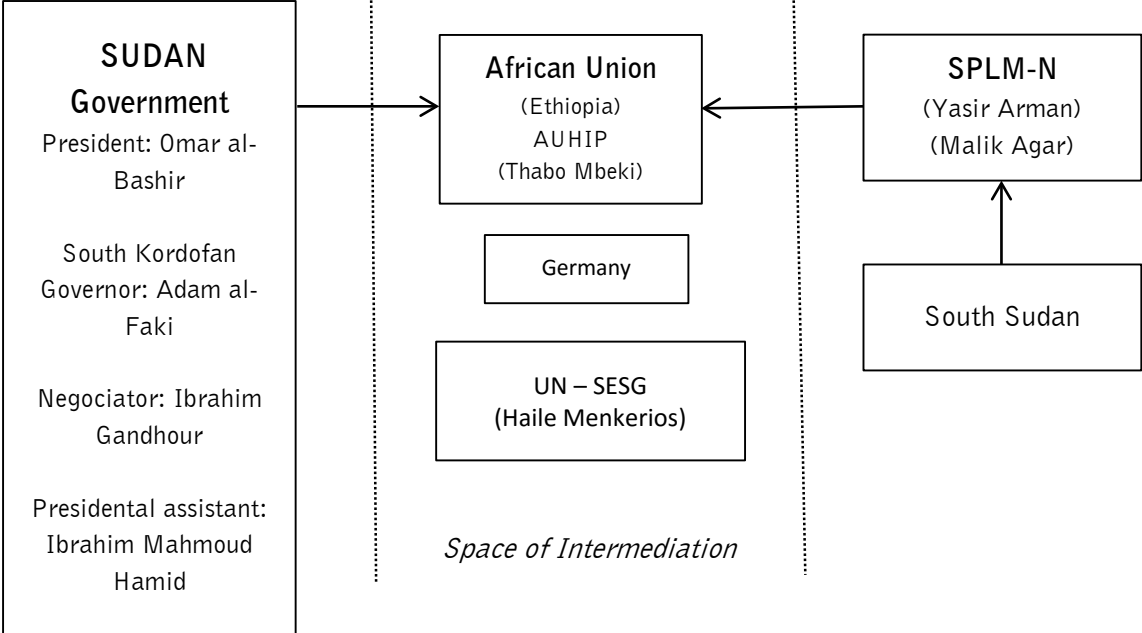 SUDAN
Government
President: Omar al-
Bashir
South Kordofan
Governor: Adam al-
Faki
Negociator: Ibrahim
Gandhour
Presidental assistant:
Ibrahim Mahmoud
Hamid
African Union
(Ethiopia)
AUHIP
(Thabo Mbeki)
Germany
UN – SESG
(Haile Menkerios)
Space of Intermediation
SPLM-N
(Yasir Arman)
(Malik Agar)
South Sudan